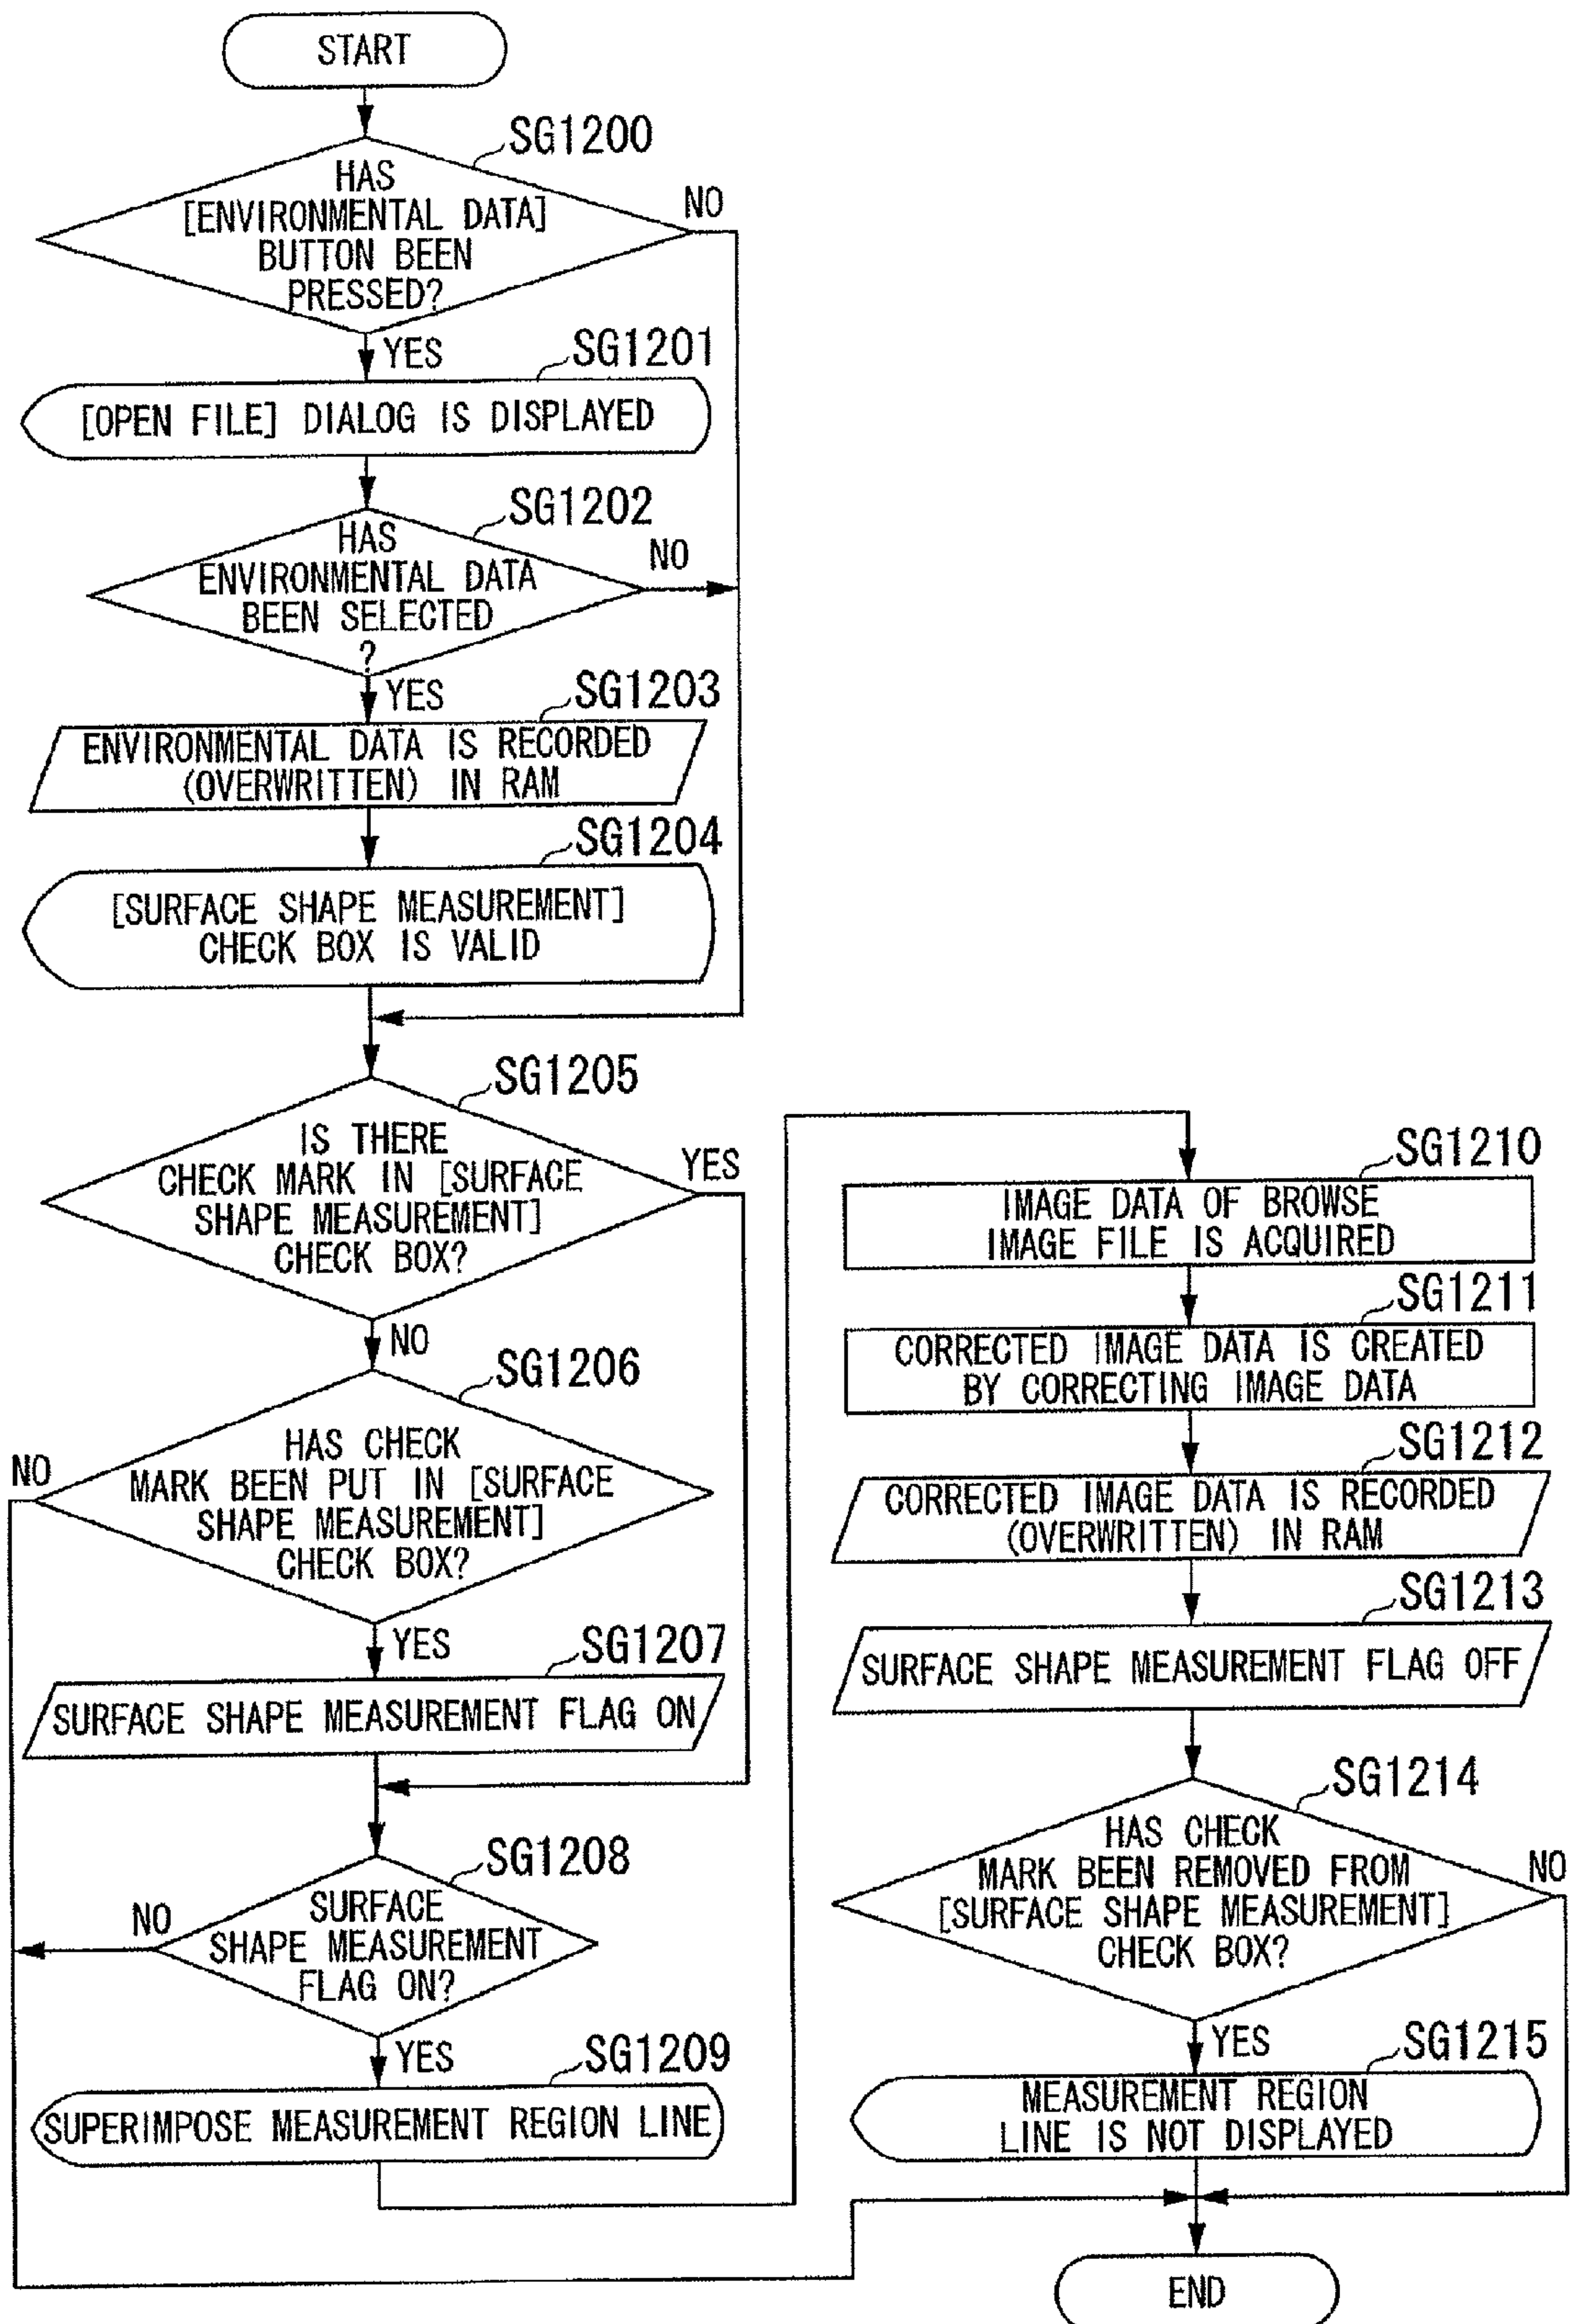 START
SG1200
HAS
[ENVIRONMENTAL DATA]
BUTTON BEEN
PRESSED?
NO
YES
SG1201
[OPEN FILE] DIALOG IS DISPLAYED
SG1202
HAS
ENVIRONMENTAL DATA
BEEN SELECTED
?
NO
YES
SG1203
ENVIRONMENTAL DATA IS RECORDED
(OVERWRITTEN) IN RAM
SG1204
[SURFACE SHAPE MEASUREMENT]
CHECK BOX IS VALID
SG1205
IS THERE
CHECK MARK IN [SURFACE
SHAPE MEASUREMENT]
CHECK BOX?
YES
NO
SG1206
HAS CHECK
MARK BEEN PUT IN [SURFACE
SHAPE MEASUREMENT]
CHECK BOX?
NO
YES
SG1207
SURFACE SHAPE MEASUREMENT FLAG ON
SG1208
SURFACE
SHAPE MEASUREMENT
FLAG ON?
NO
YES
SG1209
SUPERIMPOSE MEASUREMENT REGION LINE
SG1210
IMAGE DATA OF BROWSE
IMAGE FILE IS ACQUIRED
SG1211
CORRECTED IMAGE DATA IS CREATED
BY CORRECTING IMAGE DATA
SG1212
CORRECTED IMAGE DATA IS RECORDED
(OVERWRITTEN) IN RAM
SG1213
SURFACE SHAPE MEASUREMENT FLAG OFF
SG1214
HAS CHECK
MARK BEEN REMOVED FROM
[SURFACE SHAPE MEASUREMENT]
CHECK BOX?
NO
YES
SG1215
MEASUREMENT REGION
LINE IS NOT DISPLAYED
END